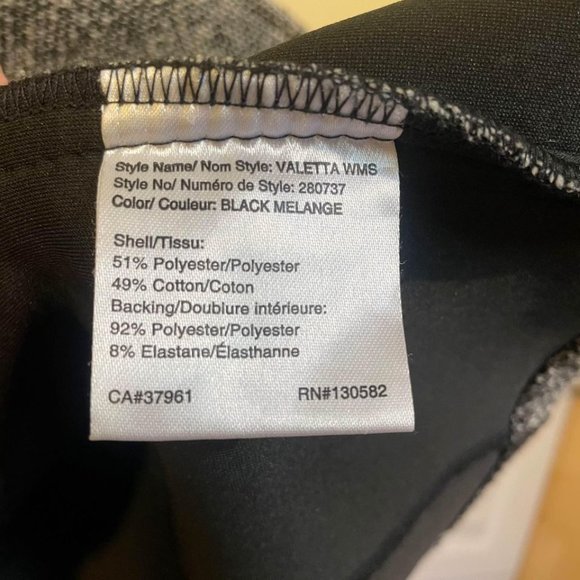 Style Name/ Nom Style: VALETTA WMS
Style No/ Numéro de Style: 280737
Color/ Couleur: BLACK MELANGE
Shell/Tissu:
51% Polyester/Polyester
49% Cotton/Coton
Backing/Doublure intérieure:
92% Polyester/Polyester
8% Elastane/Élasthanne
CA#37961 RN#130582